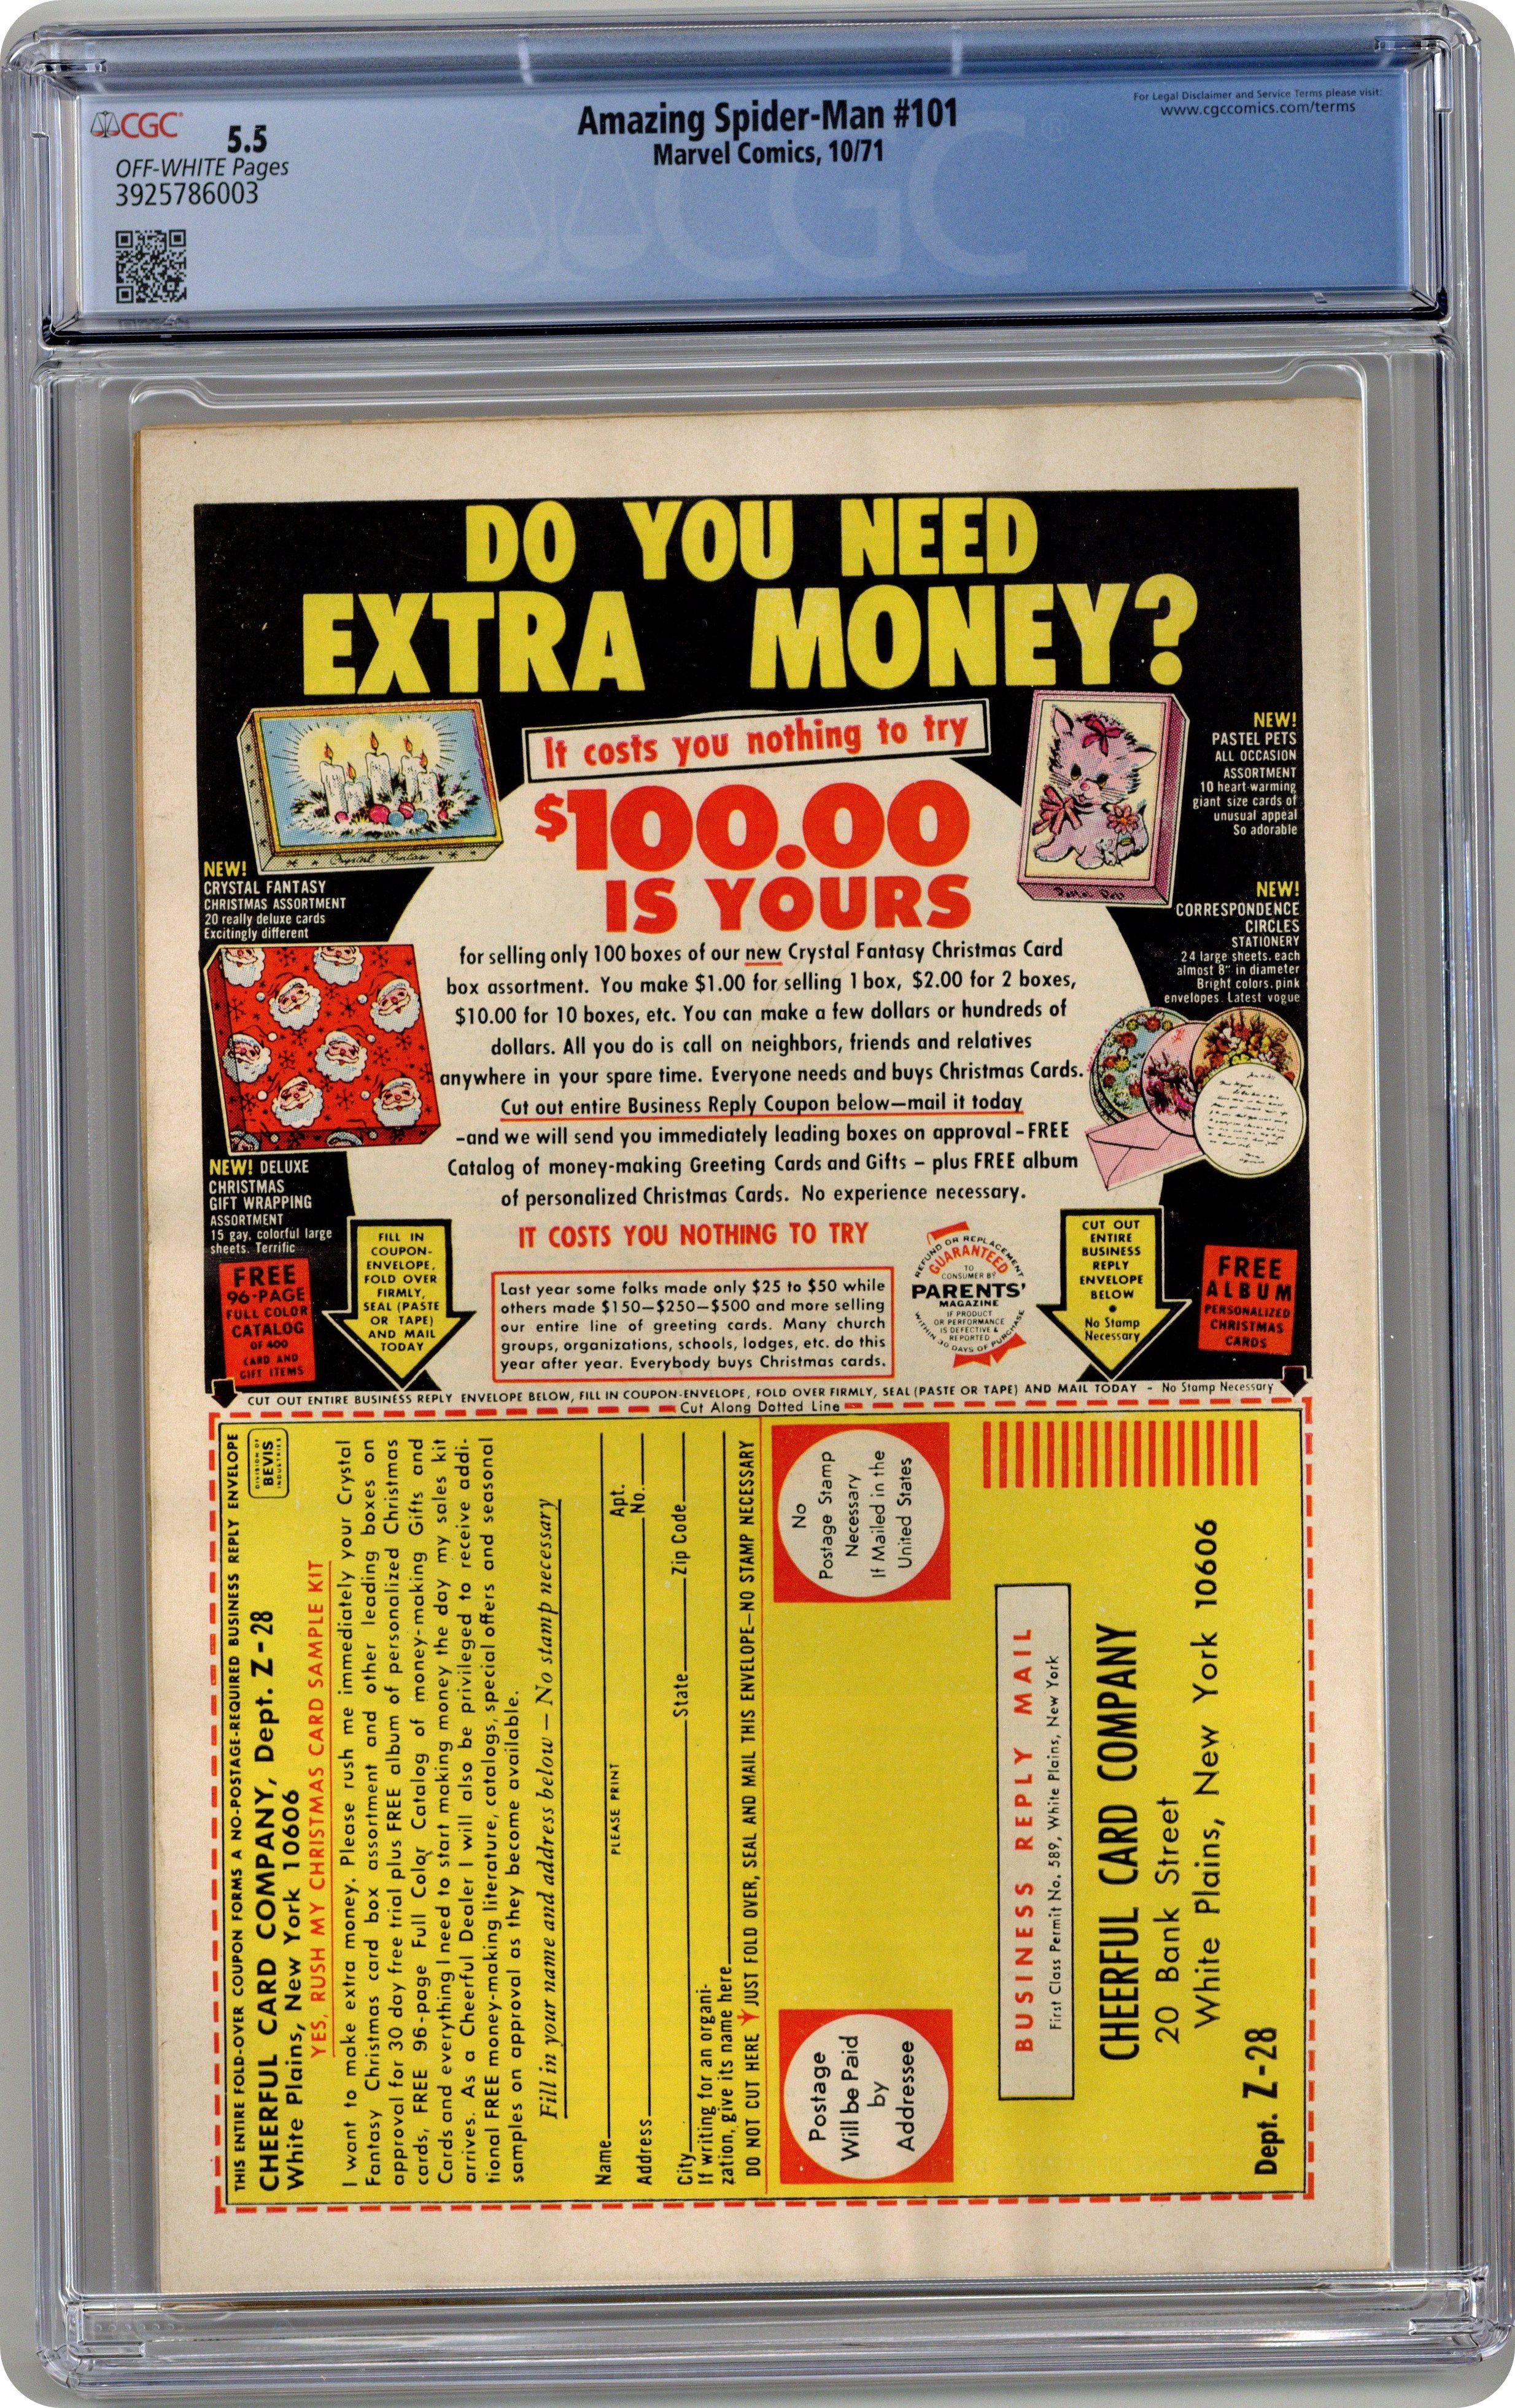 CGC
5.5
OFF-WHITE Pages
3925786003
Amazing Spider-Man #101
Marvel Comics, 10/71
For Legal Disclaimer and Service Terms please visit:
www.cgccomics.com/terms
CGC
DO YOU NEED
EXTRA MONEY?
It costs you nothing to try
$100.00
IS YOURS
Crystal Fantasy
NEW!
CRYSTAL FANTASY
CHRISTMAS ASSORTMENT
20 really deluxe cards
Excitingly different
Pastel Pets
NEW!
PASTEL PETS
ALL OCCASION
ASSORTMENT
10 heart-warming
giant size cards of
unusual appeal
So adorable
NEW!
CORRESPONDENCE
CIRCLES
STATIONERY
24 large sheets, each
almost 8" in diameter
Bright colors, pink
envelopes. Latest vogue
for selling only 100 boxes of our new Crystal Fantasy Christmas Card
box assortment. You make $1.00 for selling 1 box, $2.00 for 2 boxes,
$10.00 for 10 boxes, etc. You can make a few dollars or hundreds of
dollars. All you do is call on neighbors, friends and relatives
anywhere in your spare time. Everyone needs and buys Christmas Cards.
Cut out entire Business Reply Coupon below—mail it today
-and we will send you immediately leading boxes on approval - FREE
Catalog of money-making Greeting Cards and Gifts - plus FREE album
of personalized Christmas Cards. No experience necessary.
IT COSTS YOU NOTHING TO TRY
NEW! DELUXE
CHRISTMAS
GIFT WRAPPING
ASSORTMENT
15 gay, colorful large
sheets. Terrific
FREE
96-PAGE
FULL COLOR
CATALOG
OF 400
CARD AND
GIFT ITEMS
FILL IN
COUPON-
ENVELOPE,
FOLD OVER
FIRMLY,
SEAL (PASTE
OR TAPE)
AND MAIL
TODAY
Last year some folks made only $25 to $50 while
others made $150—$250—$500 and more selling
our entire line of greeting cards. Many church
groups, organizations, schools, lodges, etc. do this
year after year. Everybody buys Christmas cards.
REFUND OR REPLACEMENT
GUARANTEED
TO
CONSUMER BY
PARENTS'
MAGAZINE
IF PRODUCT
OR PERFORMANCE
IS DEFECTIVE &
REPORTED
WITHIN 30 DAYS OF PURCHASE
CUT OUT
ENTIRE
BUSINESS
REPLY
ENVELOPE
BELOW
•
No Stamp
Necessary
FREE
ALBUM
PERSONALIZED
CHRISTMAS
CARDS
CUT OUT ENTIRE BUSINESS REPLY ENVELOPE BELOW, FILL IN COUPON-ENVELOPE, FOLD OVER FIRMLY, SEAL (PASTE OR TAPE) AND MAIL TODAY - No Stamp Necessary
Cut Along Dotted Line
THIS ENTIRE FOLD-OVER COUPON FORMS A NO-POSTAGE-REQUIRED BUSINESS REPLY ENVELOPE
CHEERFUL CARD COMPANY, Dept. Z-28
White Plains, New York 10606
DIVISION OF
BEVIS
INDUSTRIES
YES, RUSH MY CHRISTMAS CARD SAMPLE KIT
I want to make extra money. Please rush me immediately your Crystal
Fantasy Christmas card box assortment and other leading boxes on
approval for 30 day free trial plus FREE album of personalized Christmas
cards, FREE 96-page Full Color Catalog of money-making Gifts and
Cards and everything I need to start making money the day my sales kit
arrives. As a Cheerful Dealer I will also be privileged to receive addi-
tional FREE money-making literature, catalogs, special offers and seasonal
samples on approval as they become available.
Fill in your name and address below — No stamp necessary
Name
PLEASE PRINT
Address Apt. No.
City State Zip Code
If writing for an organi-
zation, give its name here
DO NOT CUT HERE JUST FOLD OVER, SEAL AND MAIL THIS ENVELOPE—NO STAMP NECESSARY
No
Postage Stamp
Necessary
If Mailed in the
United States
Postage
Will be Paid
by
Addressee
BUSINESS REPLY MAIL
First Class Permit No. 589, White Plains, New York
CHEERFUL CARD COMPANY
20 Bank Street
White Plains, New York 10606
Dept. Z-28